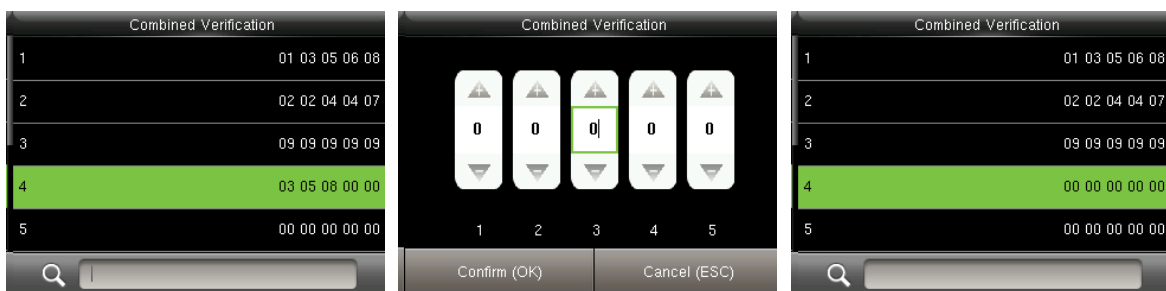 Combined Verification
1 01 03 05 06 08
2 02 02 04 04 07
3 09 09 09 09 09
4 03 05 08 00 00
5 00 00 00 00 00
Combined Verification
0 0 0 0 0
1 2 3 4 5
Confirm (OK) Cancel (ESC)
Combined Verification
1 01 03 05 06 08
2 02 02 04 04 07
3 09 09 09 09 09
4 00 00 00 00 00
5 00 00 00 00 00